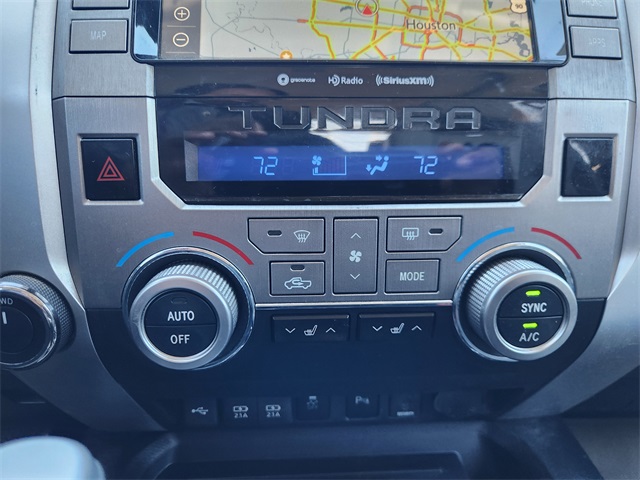 Houston
MAP
gracenote HD Radio ((SiriusXM))
TUNDRA
72 72
MODE
AUTO
OFF
SYNC
A/C
2.1A 2.1A